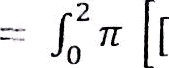 = ∫₀² π [[